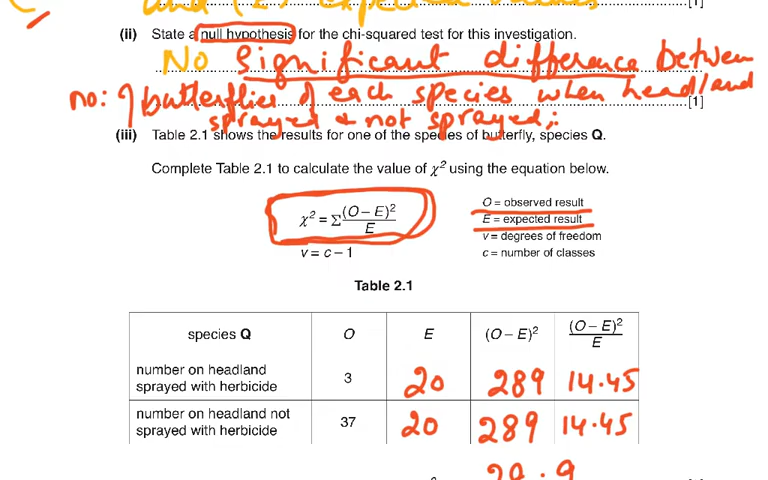 and (2) expected values
[1]
(ii) State a null hypothesis for the chi-squared test for this investigation.
No significant difference between
no: of butterflies of each species when headland
[1]
sprayed & not sprayed;
(iii) Table 2.1 shows the results for one of the species of butterfly, species Q.
Complete Table 2.1 to calculate the value of χ² using the equation below.
χ² = Σ (O – E)² / E
ν = c – 1
O = observed result
E = expected result
ν = degrees of freedom
c = number of classes
Table 2.1
species Q O E (O – E)² (O – E)² / E
number on headland sprayed with herbicide 3 20 289 14.45
number on headland not sprayed with herbicide 37 20 289 14.45